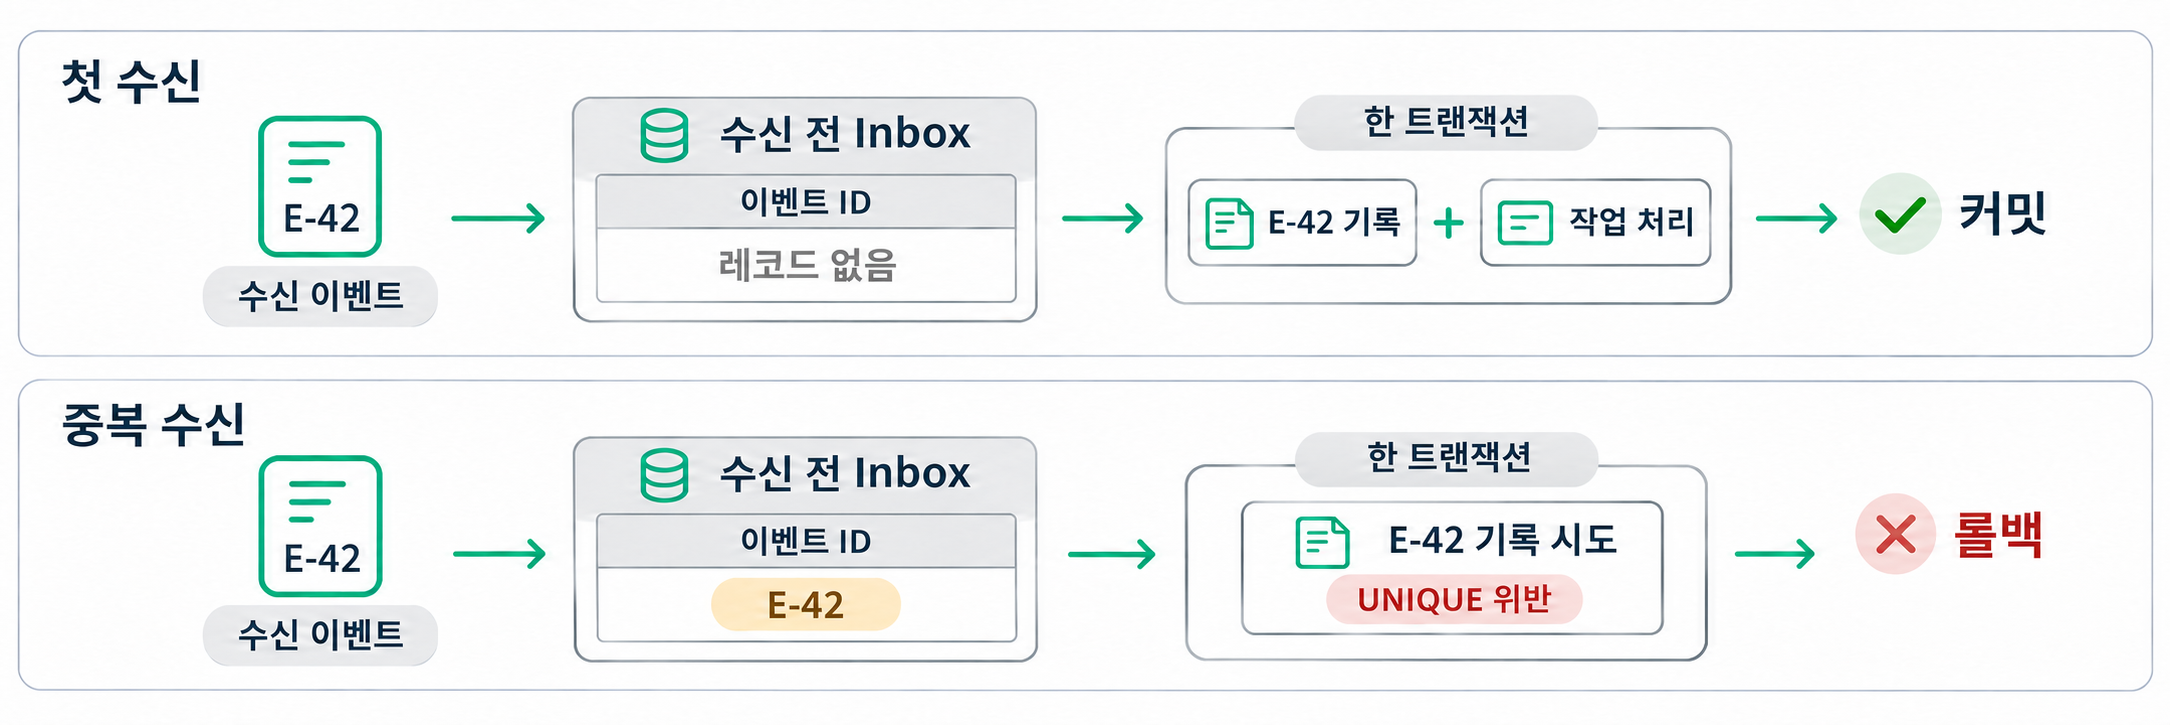 첫 수신
E-42
수신 이벤트
수신 전 Inbox
이벤트 ID
레코드 없음
한 트랜잭션
E-42 기록
+
작업 처리
커밋
중복 수신
E-42
수신 이벤트
수신 전 Inbox
이벤트 ID
E-42
한 트랜잭션
E-42 기록 시도
UNIQUE 위반
롤백